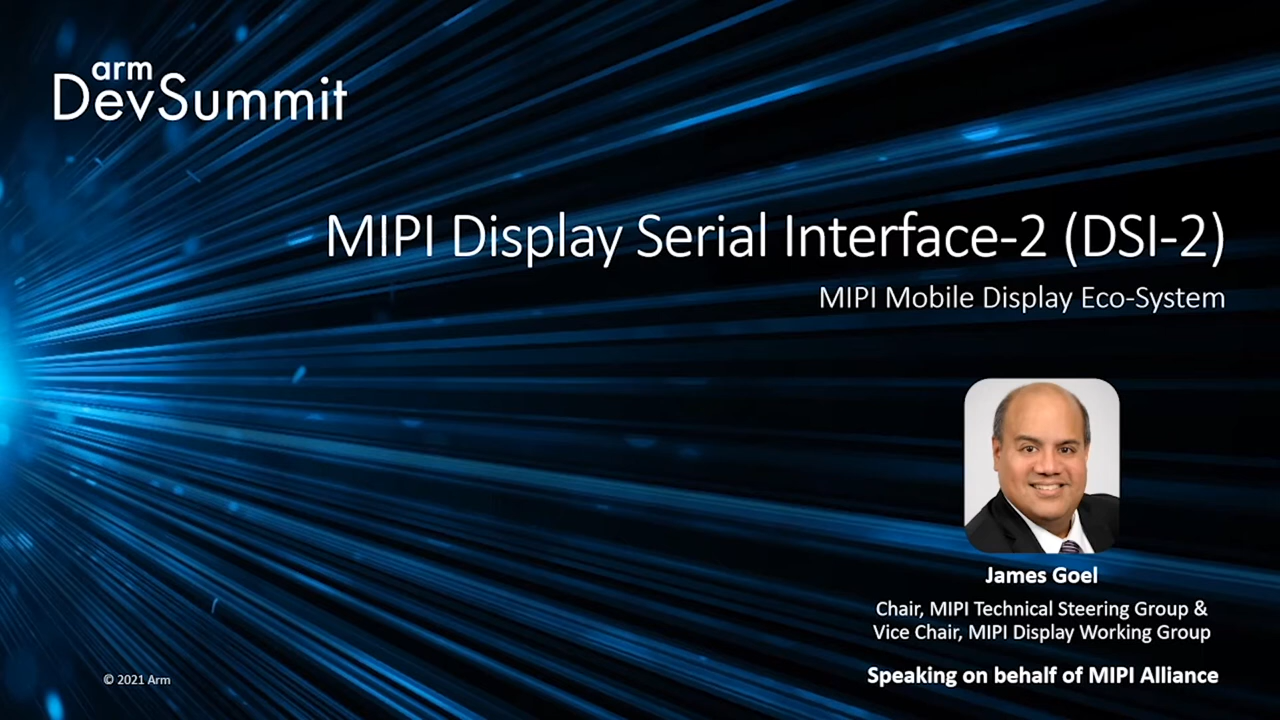 arm
DevSummit
MIPI Display Serial Interface-2 (DSI-2)
MIPI Mobile Display Eco-System
James Goel
Chair, MIPI Technical Steering Group &
Vice Chair, MIPI Display Working Group
Speaking on behalf of MIPI Alliance
© 2021 Arm